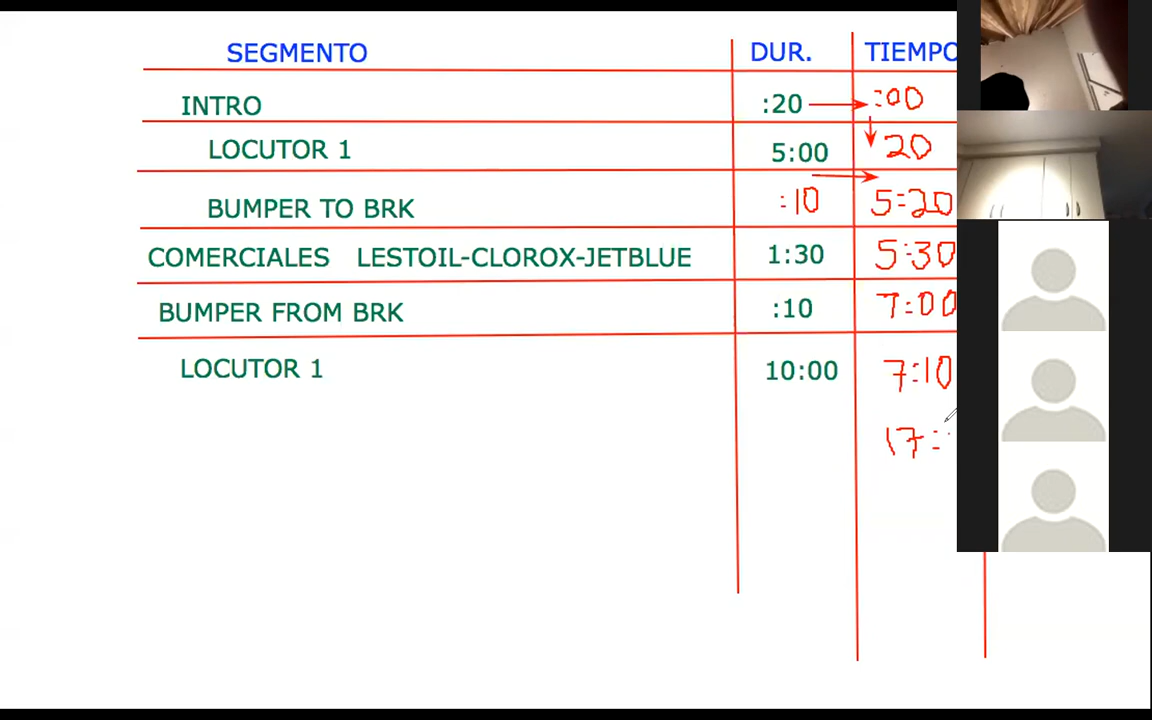 SEGMENTO DUR. TIEMPO
INTRO :20 :00
LOCUTOR 1 5:00 20
BUMPER TO BRK :10 5:20
COMERCIALES LESTOIL-CLOROX-JETBLUE 1:30 5:30
BUMPER FROM BRK :10 7:00
LOCUTOR 1 10:00 7:10
17: